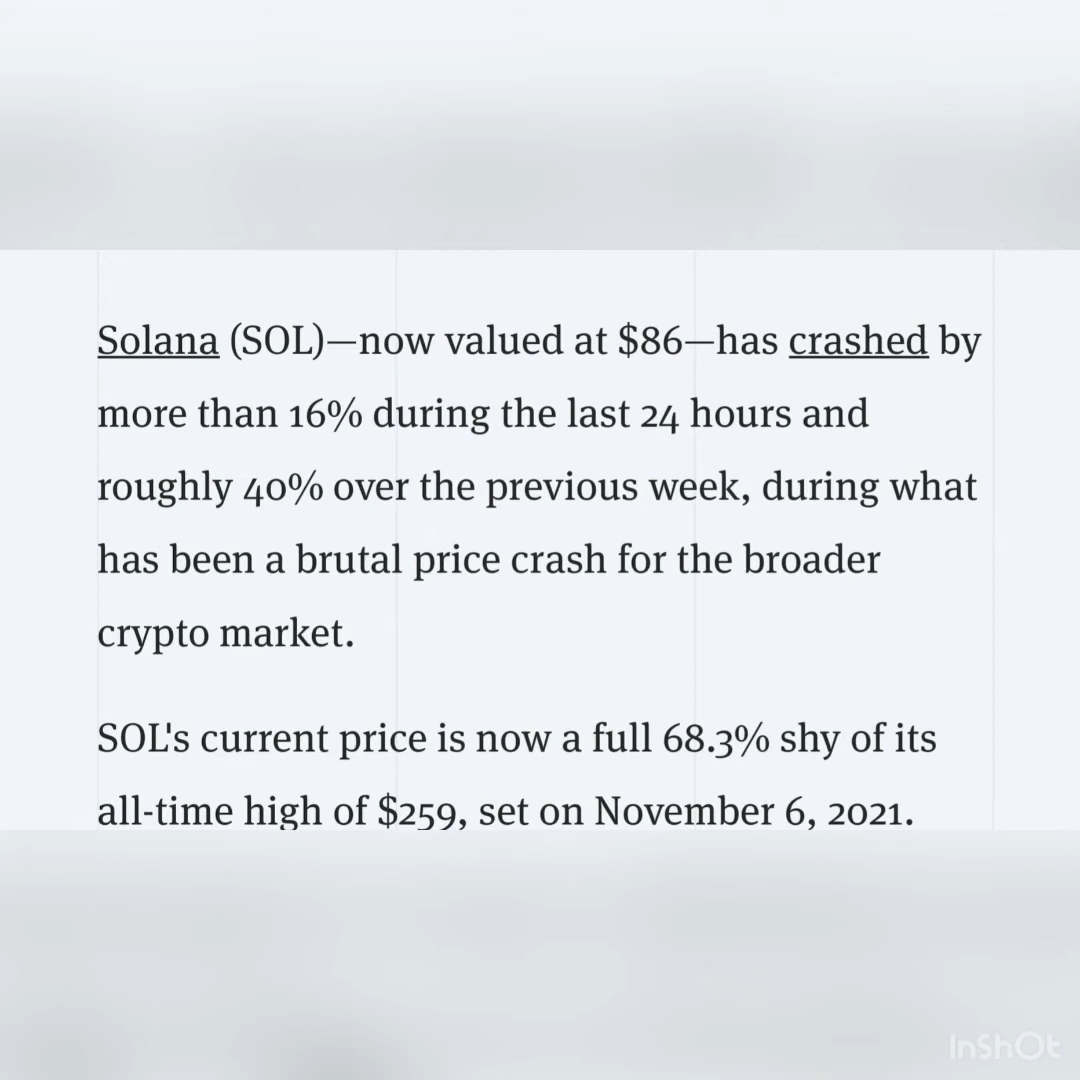 Solana (SOL)—now valued at $86—has crashed by
more than 16% during the last 24 hours and
roughly 40% over the previous week, during what
has been a brutal price crash for the broader
crypto market.
SOL's current price is now a full 68.3% shy of its
all-time high of $259, set on November 6, 2021.
InShOt